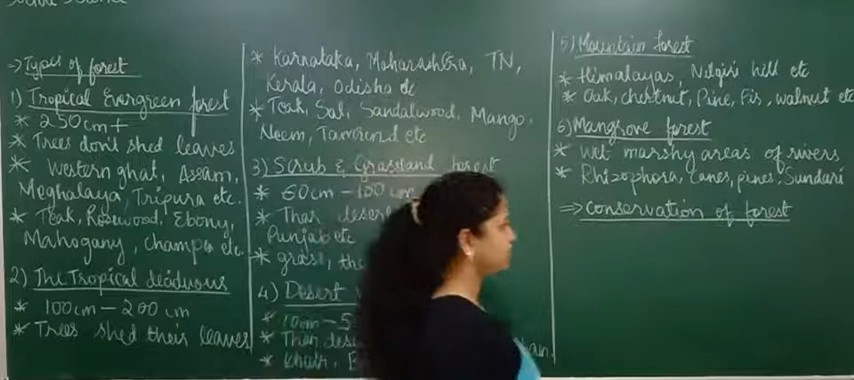 → Types of forest
1) Tropical Evergreen forest
* 250cm+
* Trees don't shed leaves
* Western ghat, Assam,
Meghalaya, Tripura etc.
* Teak, Rosewood, Ebony,
Mahogany, Champa etc.
2) The Tropical deciduous
* 100cm – 200 cm
* Trees shed their leaves
* Karnataka, Maharashtra, TN,
Kerala, Odisha etc
* Teak, Sal, Sandalwood, Mango,
Neem, etc
3) Scrub & Grassland forest
* 60cm – 100 cm
* Thar desert
Punjab etc
* grass, 
4) Desert
* 10cm – 5
* Thar des
* Khair,
5) Mountain forest
* Himalayas, Nilgiri hill etc
* Oak, chestnut, Pine, Fir, walnut etc
6) Mangrove forest
* Wet marshy areas of rivers
* Rhizophora, canes, Sundari
⇒ Conservation of forest